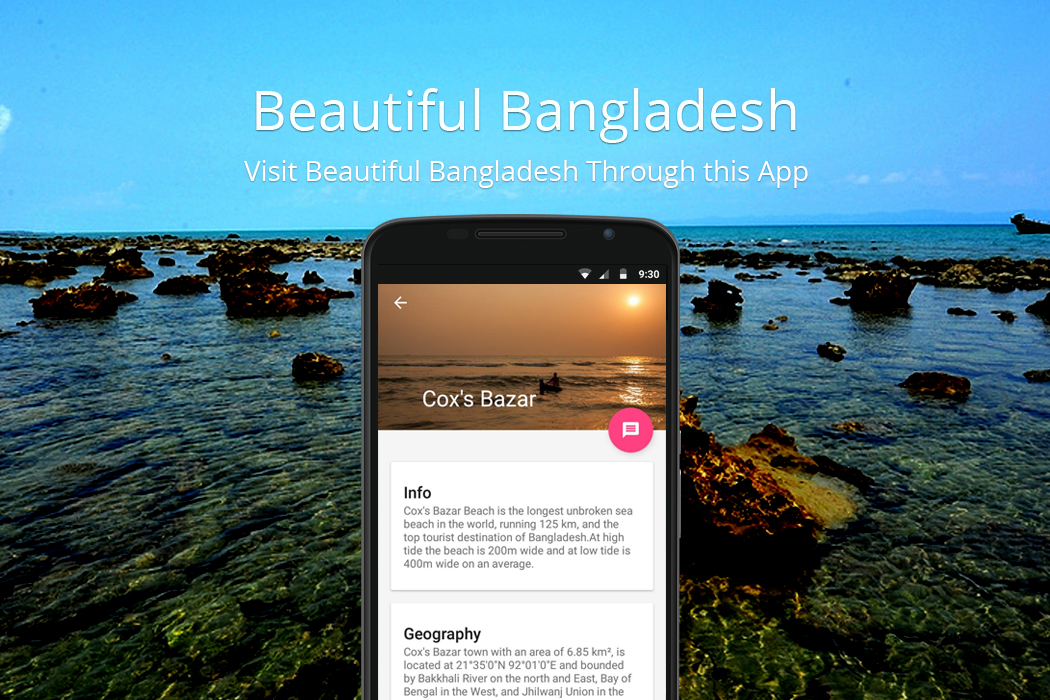 Beautiful Bangladesh
Visit Beautiful Bangladesh Through this App
9:30
Cox's Bazar
Info
Cox's Bazar Beach is the longest unbroken sea
beach in the world, running 125 km, and the
top tourist destination of Bangladesh.At high
tide the beach is 200m wide and at low tide is
400m wide on an average.
Geography
Cox's Bazar town with an area of 6.85 km², is
located at 21°35'0"N 92°01'0"E and bounded
by Bakkhali River on the north and East, Bay of
Bengal in the West, and Jhilwanj Union in the